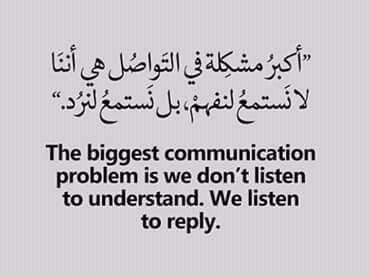 ”أكبرُ مشكِلة في التَواصُل هي أننَا
لا نَستمعُ لنفهمْ، بل نَستمعُ لنرُد.“
The biggest communication
problem is we don’t listen
to understand. We listen
to reply.